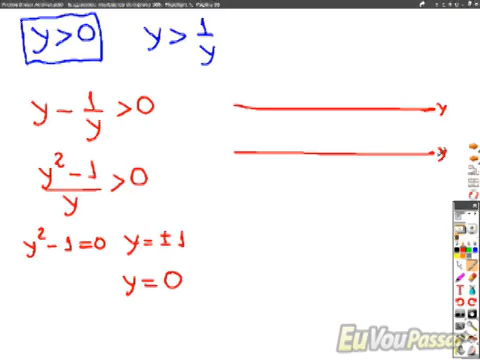 y > 0 y > 1/y
y - 1/y > 0
y
(y² - 1)/y > 0
y
y² - 1 = 0 y = ± 1
y = 0
EuVouPassar